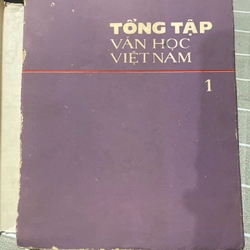 TỔNG TẬP
VĂN HỌC
VIỆT NAM
1